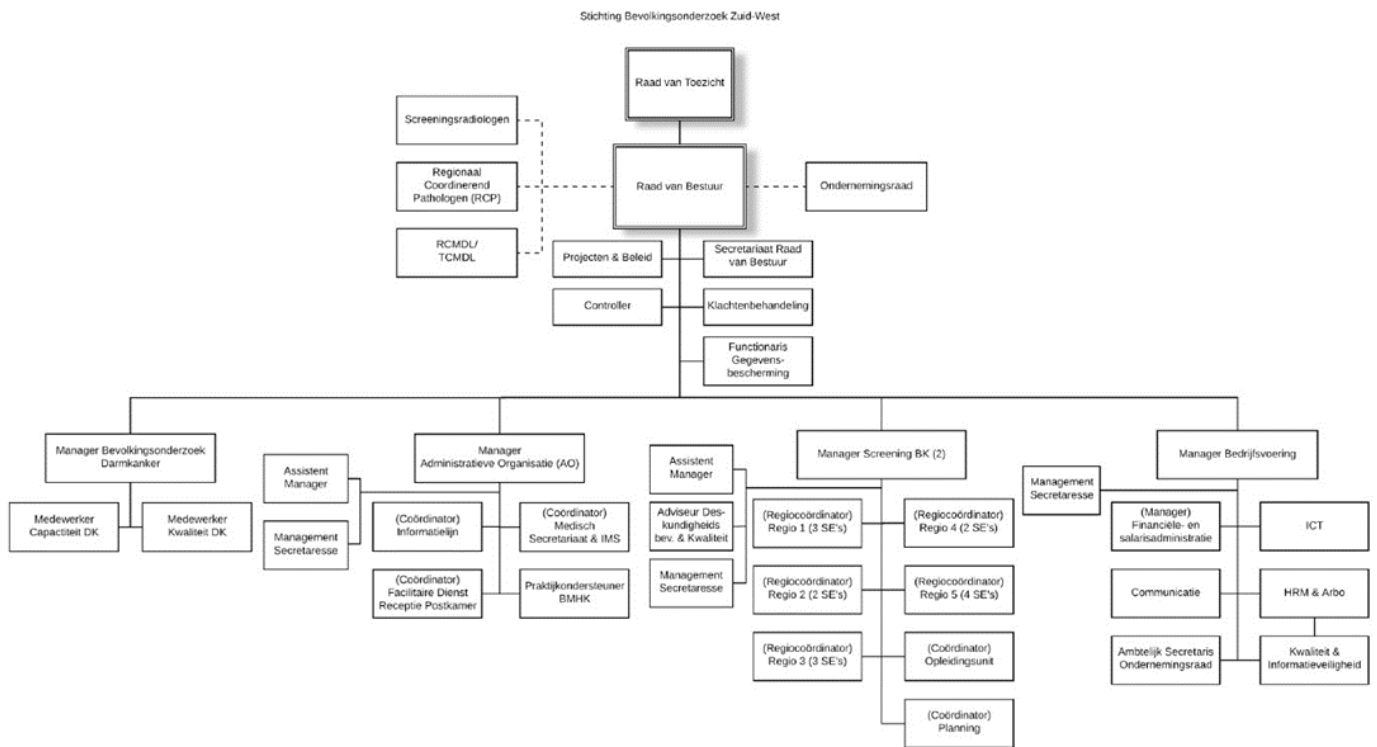 Stichting Bevolkingsonderzoek Zuid-West
Raad van Toezicht
Screeningsradiologen
Regionaal
Coordinerend
Pathologen (RCP)
RCMDL/
TCMDL
Raad van Bestuur
Ondernemingsraad
Projecten & Beleid
Secretariaat Raad
van Bestuur
Controller
Klachtenbehandeling
Functionaris
Gegevens-
bescherming
Manager Bevolkingsonderzoek
Darmkanker
Medewerker
Capactiteit DK
Medewerker
Kwaliteit DK
Manager
Administratieve Organisatie (AO)
Assistent
Manager
Management
Secretaresse
(Coördinator)
Informatielijn
(Coördinator)
Medisch
Secretariaat & IMS
(Coördinator)
Facilitaire Dienst
Receptie Postkamer
Praktijkondersteuner
BMHK
Manager Screening BK (2)
Assistent
Manager
Adviseur Des-
kundigheids
bev. & Kwaliteit
Management
Secretaresse
(Regiocoördinator)
Regio 1 (3 SE's)
(Regiocoördinator)
Regio 4 (2 SE's)
(Regiocoördinator)
Regio 2 (2 SE's)
(Regiocoördinator)
Regio 5 (4 SE's)
(Regiocoördinator)
Regio 3 (3 SE's)
(Coördinator)
Opleidingsunit
(Coördinator)
Planning
Manager Bedrijfsvoering
Management
Secretaresse
(Manager)
Financiële- en
salarisadministratie
ICT
Communicatie
HRM & Arbo
Ambtelijk Secretaris
Ondernemingsraad
Kwaliteit &
Informatieveiligheid